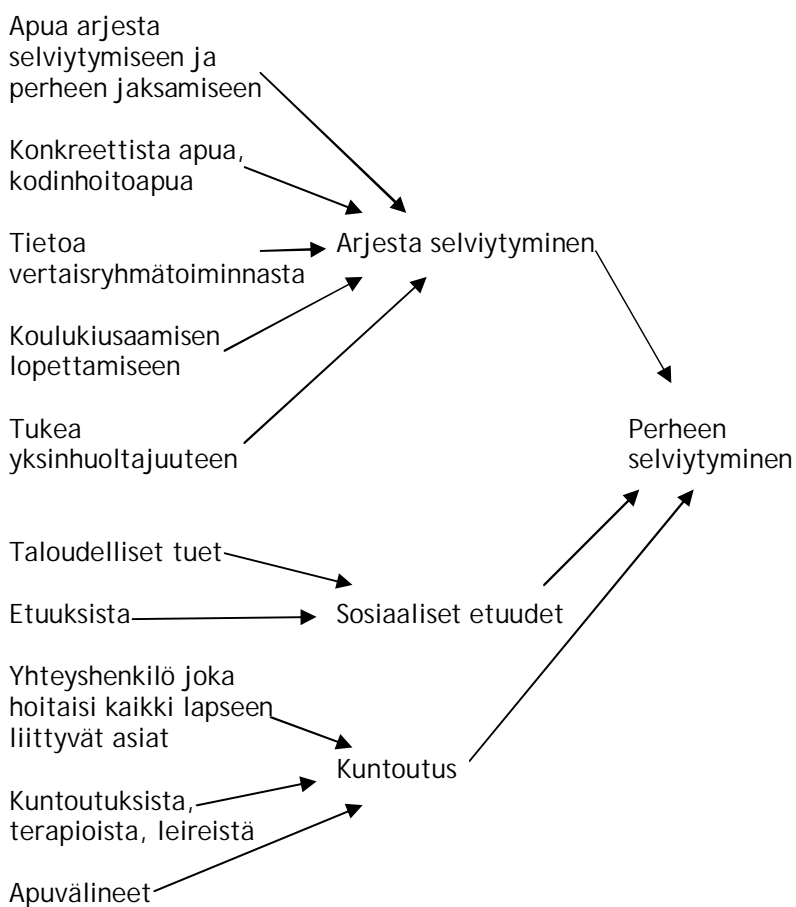 Apua arjesta
selviytymiseen ja
perheen jaksamiseen
Konkreettista apua,
kodinhoitoapua
Tietoa
vertaisryhmätoiminnasta
Arjesta selviytyminen
Koulukiusaamisen
lopettamiseen
Tukea
yksinhuoltajuuteen
Perheen
selviytyminen
Taloudelliset tuet
Etuuksista
Sosiaaliset etuudet
Yhteyshenkilö joka
hoitaisi kaikki lapseen
liittyvät asiat
Kuntoutus
Kuntoutuksista,
terapioista, leireistä
Apuvälineet